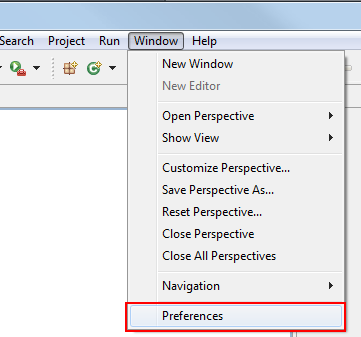 Search Project Run Window Help
New Window
New Editor
Open Perspective
Show View
Customize Perspective...
Save Perspective As...
Reset Perspective...
Close Perspective
Close All Perspectives
Navigation
Preferences